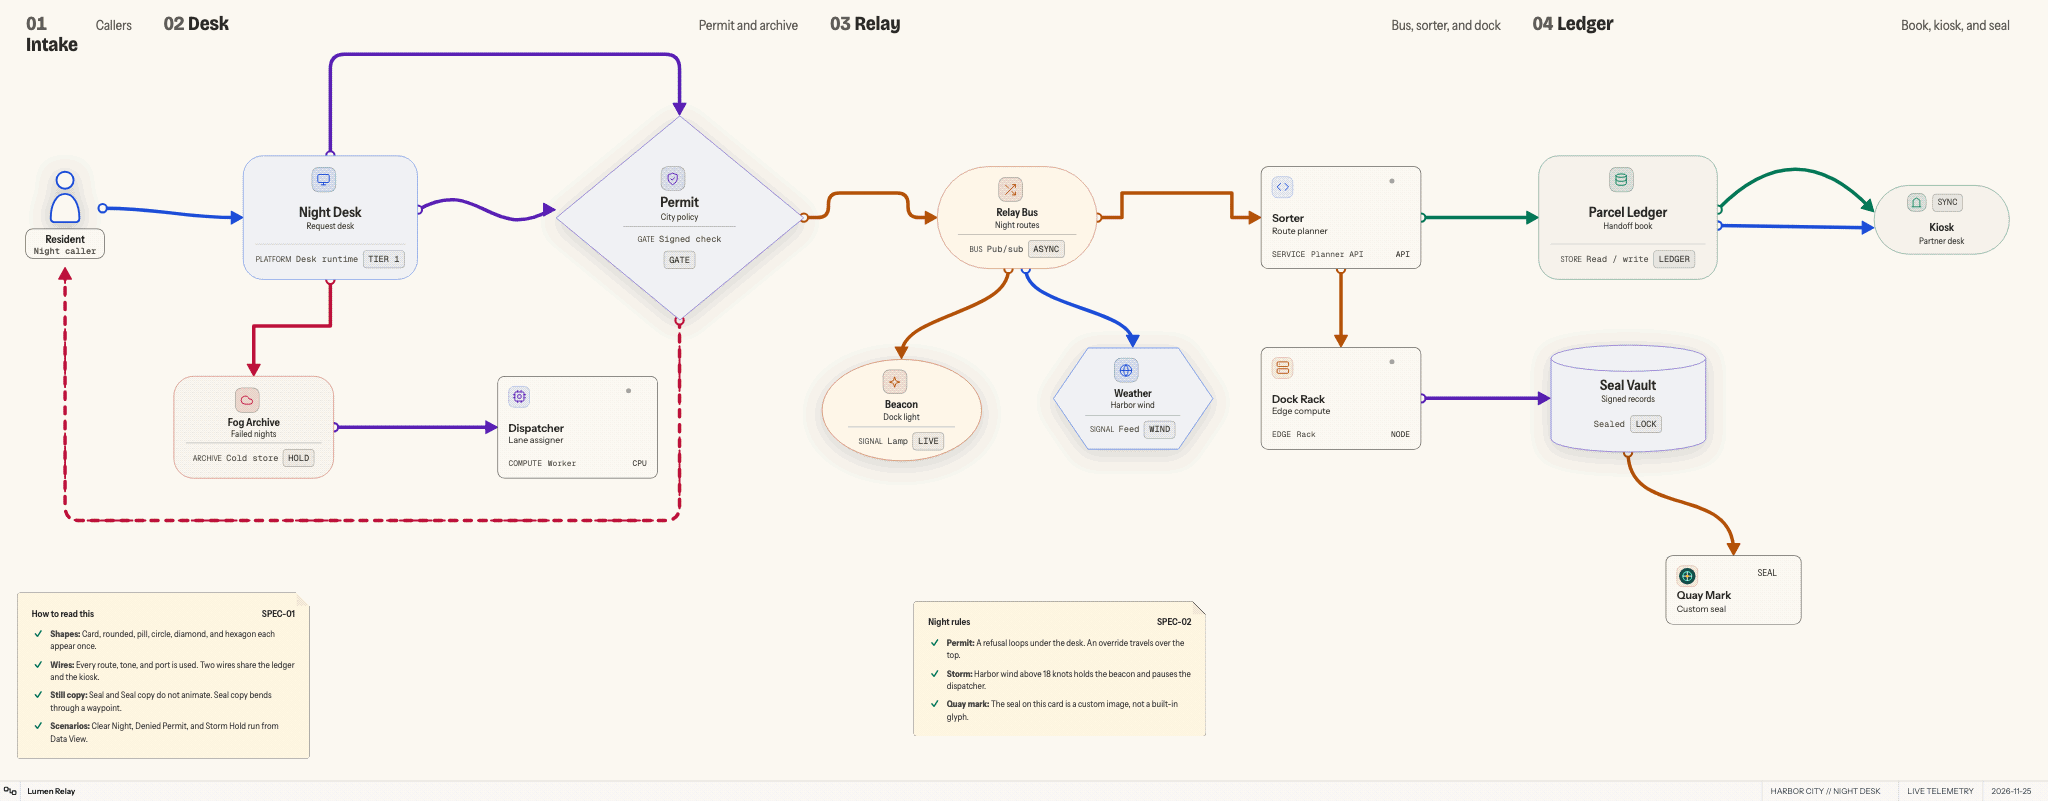 01 Intake
Callers
02 Desk
Permit and archive
03 Relay
Bus, sorter, and dock
04 Ledger
Book, kiosk, and seal
Resident
Night caller
Night Desk
Request desk
PLATFORM Desk runtime TIER 1
Permit
City policy
GATE Signed check
GATE
Relay Bus
Night routes
BUS Pub/sub ASYNC
Sorter
Route planner
SERVICE Planner API API
Parcel Ledger
Handoff book
STORE Read / write LEDGER
SYNC
Kiosk
Partner desk
Fog Archive
Failed nights
ARCHIVE Cold store HOLD
Dispatcher
Lane assigner
COMPUTE Worker CPU
Beacon
Dock light
SIGNAL Lamp LIVE
Weather
Harbor wind
SIGNAL Feed WIND
Dock Rack
Edge compute
EDGE Rack NODE
Seal Vault
Signed records
Sealed LOCK
SEAL
Quay Mark
Custom seal
How to read this SPEC-01
Shapes: Card, rounded, pill, circle, diamond, and hexagon each
appear once.
Wires: Every route, tone, and port is used. Two wires share the ledger
and the kiosk.
Still copy: Seal and Seal copy do not animate. Seal copy bends
through a waypoint.
Scenarios: Clear Night, Denied Permit, and Storm Hold run from
Data View.
Night rules SPEC-02
Permit: A refusal loops under the desk. An override travels over the
top.
Storm: Harbor wind above 18 knots holds the beacon and pauses the
dispatcher.
Quay mark: The seal on this card is a custom image, not a built-in
glyph.
Lumen Relay
HARBOR CITY // NIGHT DESK
LIVE TELEMETRY
2026-11-25